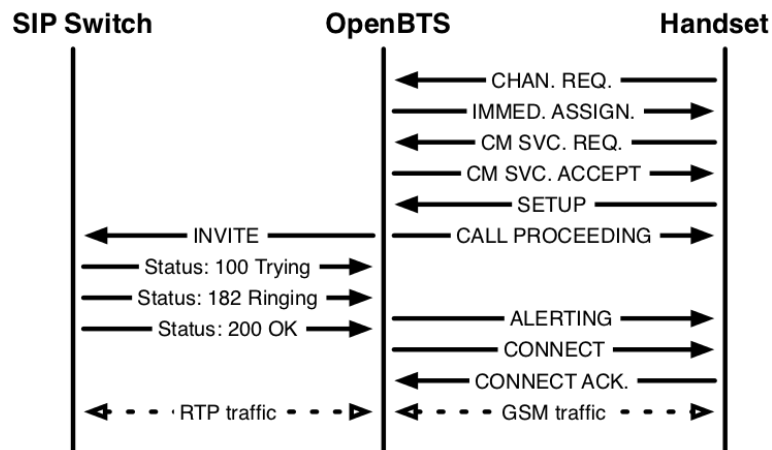 SIP Switch OpenBTS Handset
CHAN. REQ.
IMMED. ASSIGN.
CM SVC. REQ.
CM SVC. ACCEPT
SETUP
INVITE CALL PROCEEDING
Status: 100 Trying
Status: 182 Ringing
Status: 200 OK ALERTING
CONNECT
CONNECT ACK.
RTP traffic GSM traffic